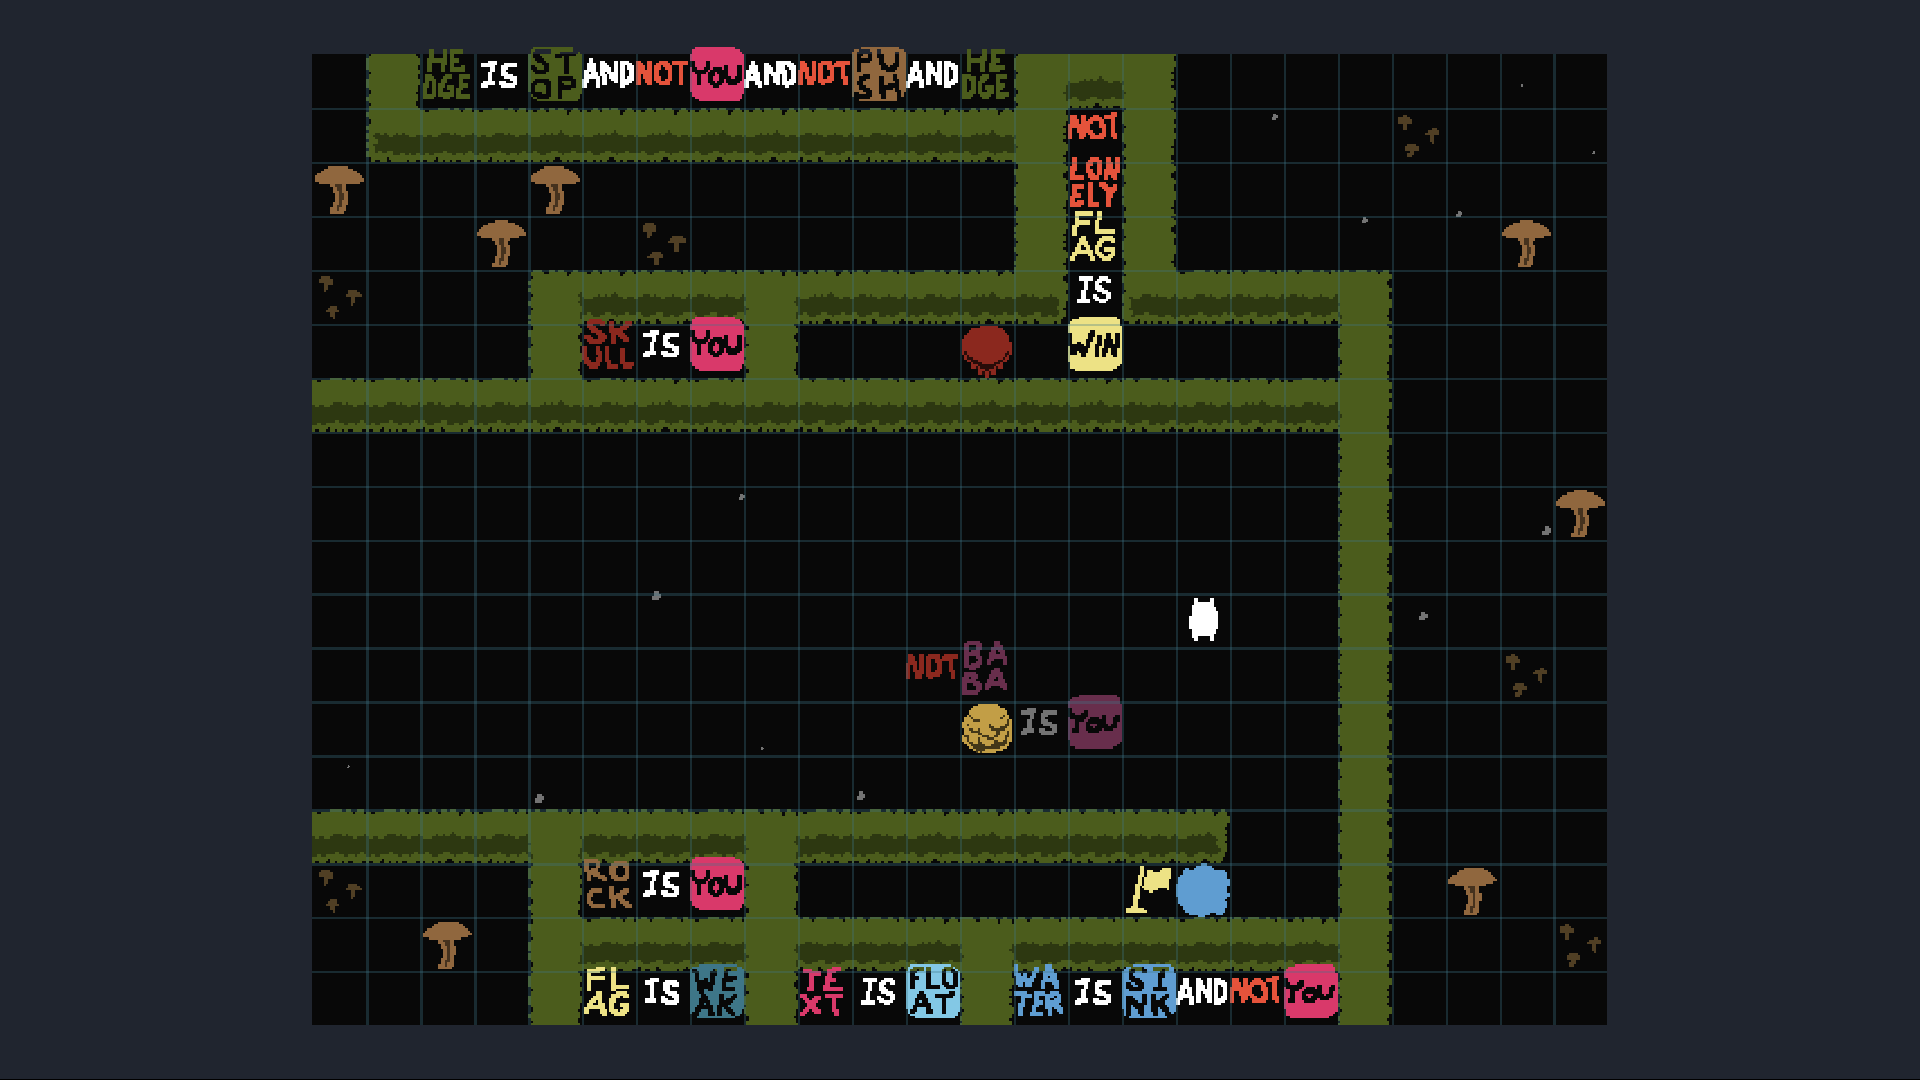 HEDGE IS STOP AND NOT YOU AND NOT PUSH AND HEDGE
NOT
LONELY
FLAG
IS
SKULL IS YOU
WIN
NOT BABA
IS YOU
ROCK IS YOU
FLAG IS WEAK
TEXT IS FLOAT
WATER IS SINK AND NOT YOU